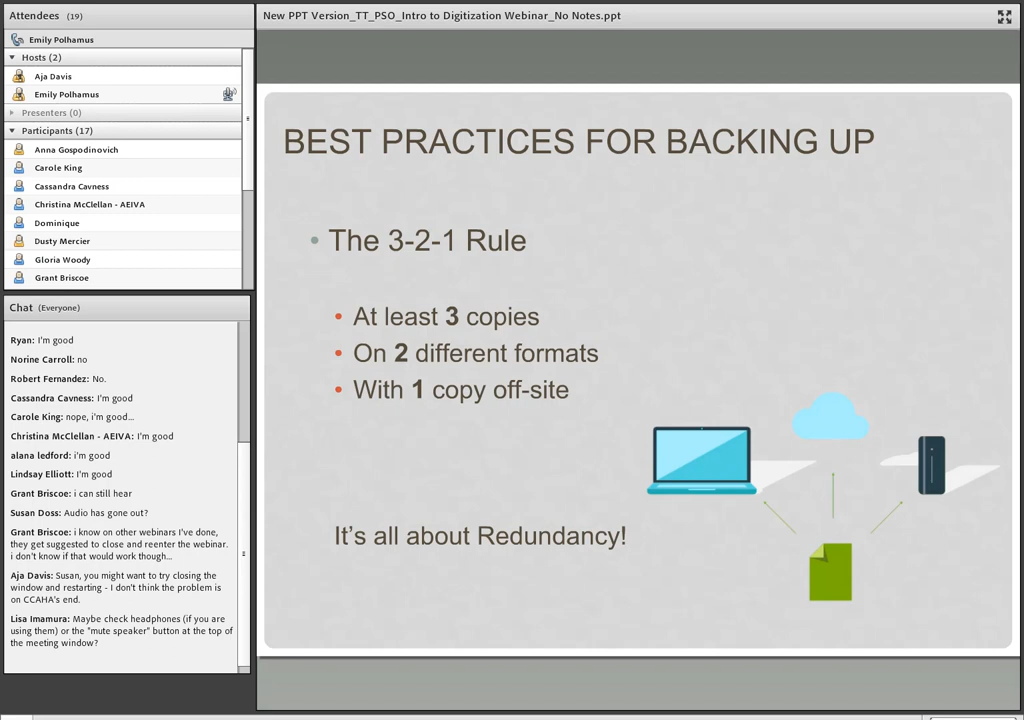 Attendees (19)
Emily Polhamus
Hosts (2)
Aja Davis
Emily Polhamus
Presenters (0)
Participants (17)
Anna Gospodinovich
Carole King
Cassandra Cavness
Christina McClellan - AEIVA
Dominique
Dusty Mercier
Gloria Woody
Grant Briscoe
Chat (Everyone)
Ryan: I'm good
Norine Carroll: no
Robert Fernandez: No.
Cassandra Cavness: I'm good
Carole King: nope, i'm good...
Christina McClellan - AEIVA: I'm good
alana ledford: i'm good
Lindsay Elliott: I'm good
Grant Briscoe: i can still hear
Susan Doss: Audio has gone out?
Grant Briscoe: i know on other webinars I've done,
they get suggested to close and reenter the webinar.
i don't know if that would work though...
Aja Davis: Susan, you might want to try closing the
window and restarting - I don't think the problem is
on CCAHA's end.
Lisa Imamura: Maybe check headphones (if you are
using them) or the "mute speaker" button at the top of
the meeting window?
New PPT Version_TT_PSO_Intro to Digitization Webinar_No Notes.ppt
BEST PRACTICES FOR BACKING UP
• The 3-2-1 Rule
• At least 3 copies
• On 2 different formats
• With 1 copy off-site
It's all about Redundancy!